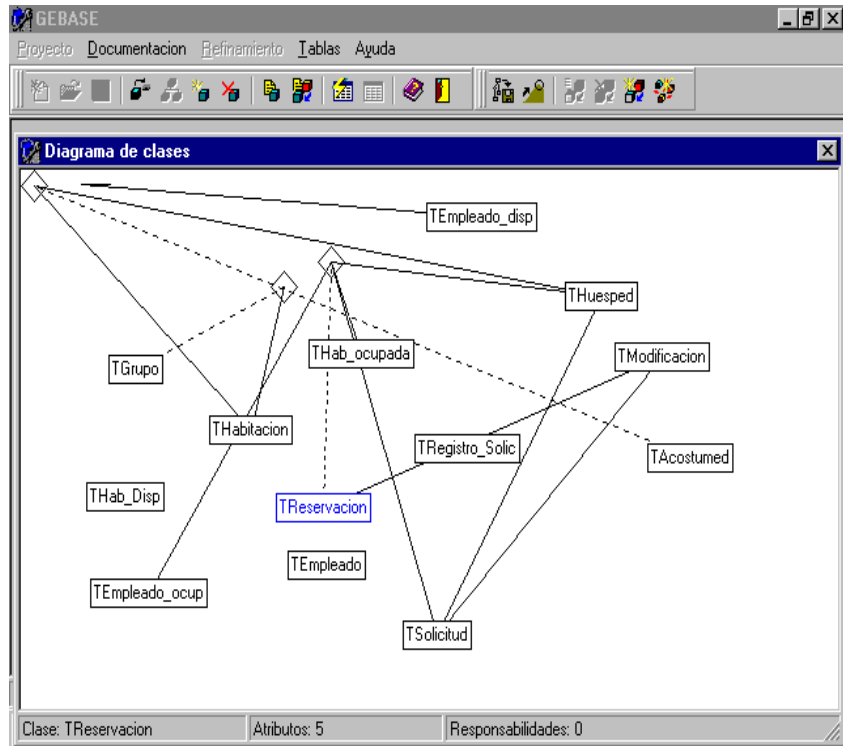 GEBASE
Proyecto Documentacion Refinamiento Tablas Ayuda
Diagrama de clases
TEmpleado_disp
THuesped
THab_ocupada
TModificacion
TGrupo
THabitacion
TRegistro_Solic
TAcostumed
THab_Disp
TReservacion
TEmpleado
TEmpleado_ocup
TSolicitud
Clase: TReservacion Atributos: 5 Responsabilidades: 0